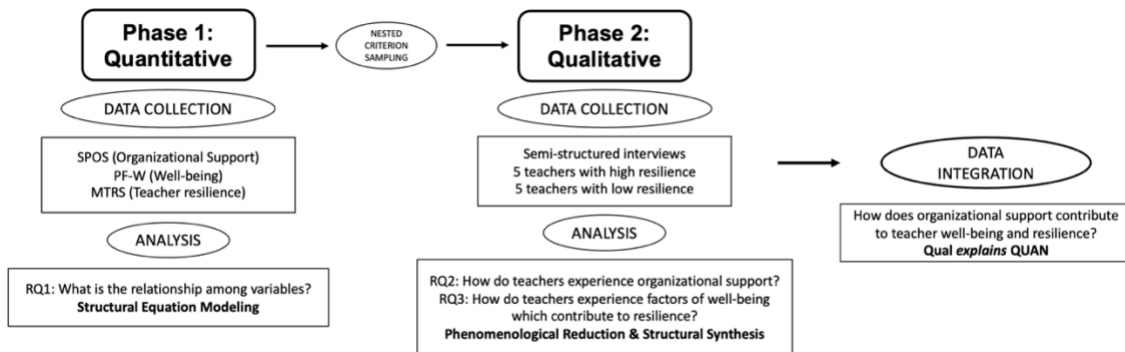 Phase 1:
Quantitative
NESTED
CRITERION
SAMPLING
Phase 2:
Qualitative
DATA COLLECTION
SPOS (Organizational Support)
PF-W (Well-being)
MTRS (Teacher resilience)
ANALYSIS
RQ1: What is the relationship among variables?
Structural Equation Modeling
DATA COLLECTION
Semi-structured interviews
5 teachers with high resilience
5 teachers with low resilience
ANALYSIS
RQ2: How do teachers experience organizational support?
RQ3: How do teachers experience factors of well-being
which contribute to resilience?
Phenomenological Reduction & Structural Synthesis
DATA
INTEGRATION
How does organizational support contribute
to teacher well-being and resilience?
Qual explains QUAN